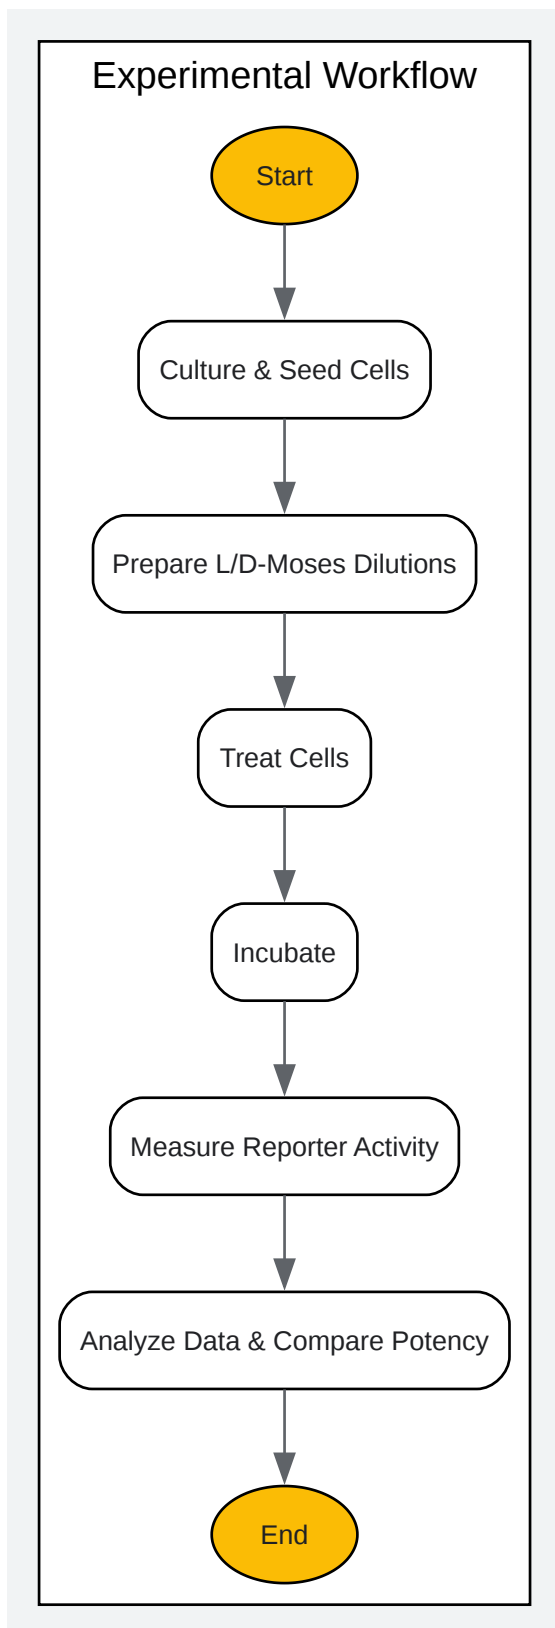 Experimental Workflow
Start
Culture & Seed Cells
Prepare L/D-Moses Dilutions
Treat Cells
Incubate
Measure Reporter Activity
Analyze Data & Compare Potency
End